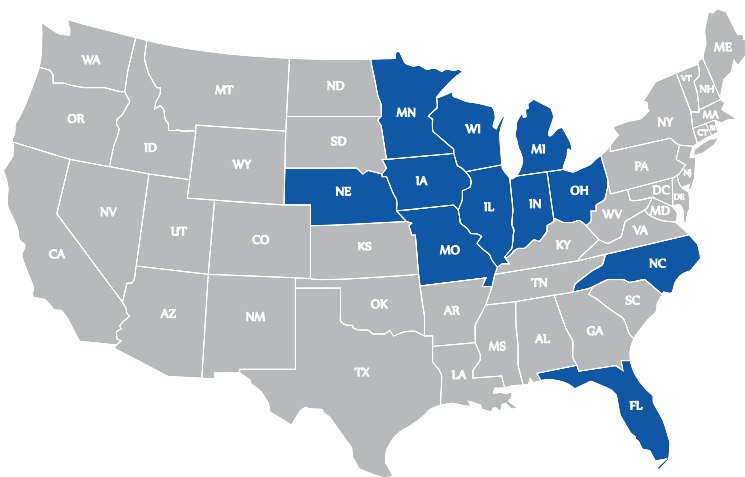 WA
MT
ND
MN
ME
VT
NH
OR
ID
SD
WI
MI
NY
MA
CT
RI
WY
NE
IA
PA
NJ
NV
UT
CO
IL
IN
OH
DC
DE
MD
CA
KS
MO
WV
VA
KY
NC
AZ
NM
OK
AR
TN
SC
TX
LA
MS
AL
GA
FL